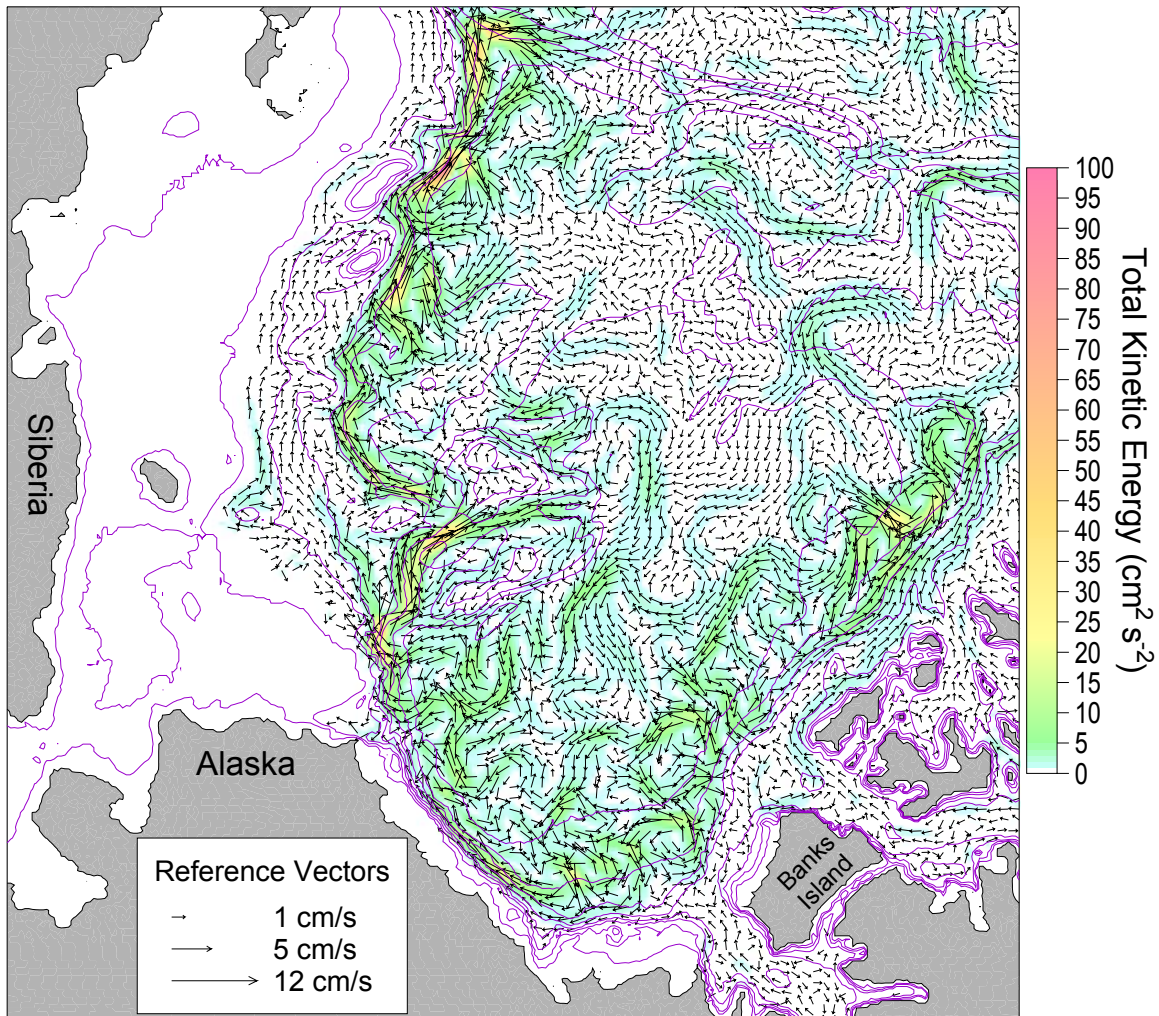 Siberia
Alaska
Banks
Island
Reference Vectors
1 cm/s
5 cm/s
12 cm/s
100
95
90
85
80
75
70
65
60
55
50
45
40
35
30
25
20
15
10
5
0
Total Kinetic Energy (cm² s⁻²)